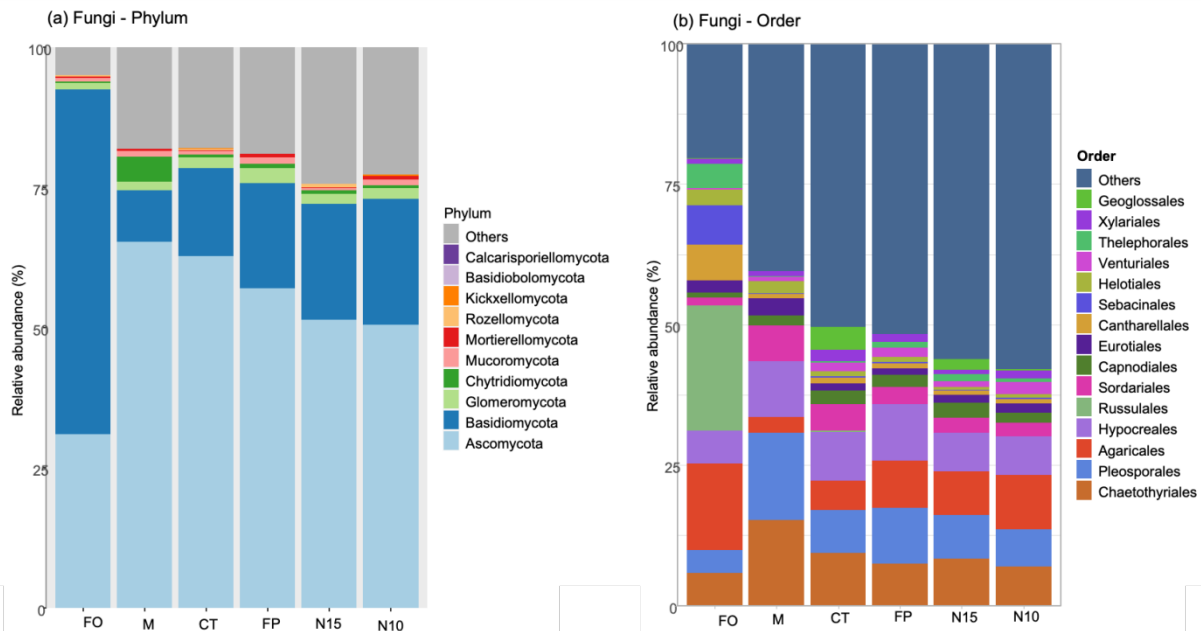 (a) Fungi - Phylum
100
75
50
25
0
Relative abundance (%)
FO M CT FP N15 N10
Phylum
Others
Calcarisporiellomycota
Basidiobolomycota
Kickxellomycota
Rozellomycota
Mortierellomycota
Mucoromycota
Chytridiomycota
Glomeromycota
Basidiomycota
Ascomycota
(b) Fungi - Order
100
75
50
25
0
Relative abundance (%)
FO M CT FP N15 N10
Order
Others
Geoglossales
Xylariales
Thelephorales
Venturiales
Helotiales
Sebacinales
Cantharellales
Eurotiales
Capnodiales
Sordariales
Russulales
Hypocreales
Agaricales
Pleosporales
Chaetothyriales